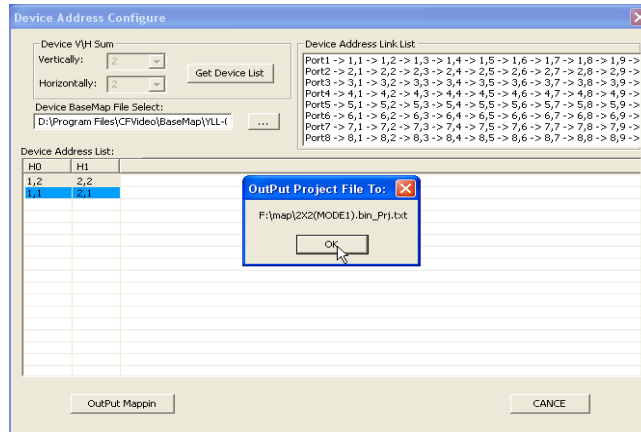 Device Address Configure
Device V\H Sum
Vertically: 2
Horizontally: 2
Get Device List
Device BaseMap File Select:
D:\Program Files\CFVideo\BaseMap\YLL-(
...
Device Address Link List
Port1 -> 1,1 -> 1,2 -> 1,3 -> 1,4 -> 1,5 -> 1,6 -> 1,7 -> 1,8 -> 1,9 ->
Port2 -> 2,1 -> 2,2 -> 2,3 -> 2,4 -> 2,5 -> 2,6 -> 2,7 -> 2,8 -> 2,9 ->
Port3 -> 3,1 -> 3,2 -> 3,3 -> 3,4 -> 3,5 -> 3,6 -> 3,7 -> 3,8 -> 3,9 ->
Port4 -> 4,1 -> 4,2 -> 4,3 -> 4,4 -> 4,5 -> 4,6 -> 4,7 -> 4,8 -> 4,9 ->
Port5 -> 5,1 -> 5,2 -> 5,3 -> 5,4 -> 5,5 -> 5,6 -> 5,7 -> 5,8 -> 5,9 ->
Port6 -> 6,1 -> 6,2 -> 6,3 -> 6,4 -> 6,5 -> 6,6 -> 6,7 -> 6,8 -> 6,9 ->
Port7 -> 7,1 -> 7,2 -> 7,3 -> 7,4 -> 7,5 -> 7,6 -> 7,7 -> 7,8 -> 7,9 ->
Port8 -> 8,1 -> 8,2 -> 8,3 -> 8,4 -> 8,5 -> 8,6 -> 8,7 -> 8,8 -> 8,9 ->
Device Address List:
H0 H1
1,2 2,2
1,1 2,1
OutPut Project File To:
F:\map\2X2(MODE1).bin_Prj.txt
OK
OutPut Mappin
CANCE